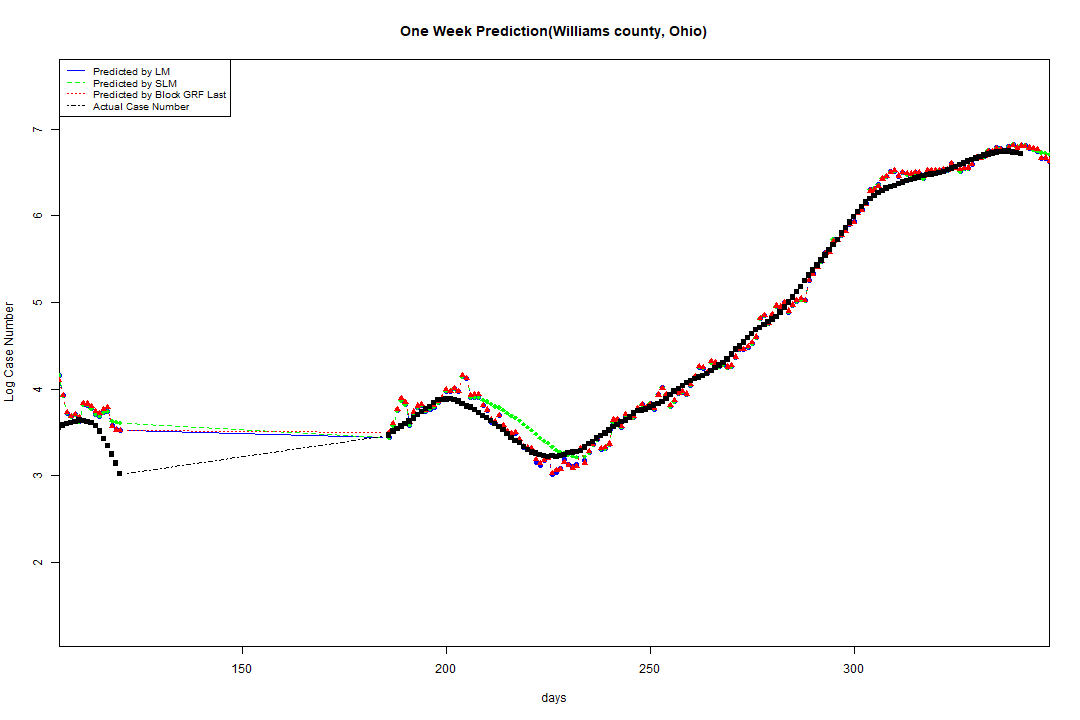 One Week Prediction(Williams county, Ohio)
Predicted by LM
Predicted by SLM
Predicted by Block GRF Last
Actual Case Number
Log Case Number
7
6
5
4
3
2
150
200
250
300
days